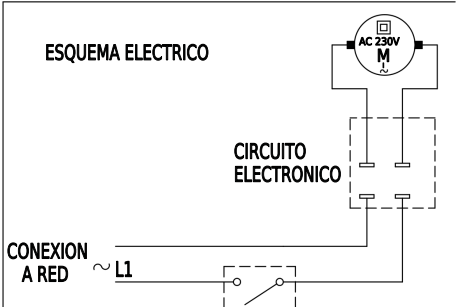 ESQUEMA ELECTRICO
AC 230V
M
~
CIRCUITO
ELECTRONICO
CONEXION
A RED
~ L1